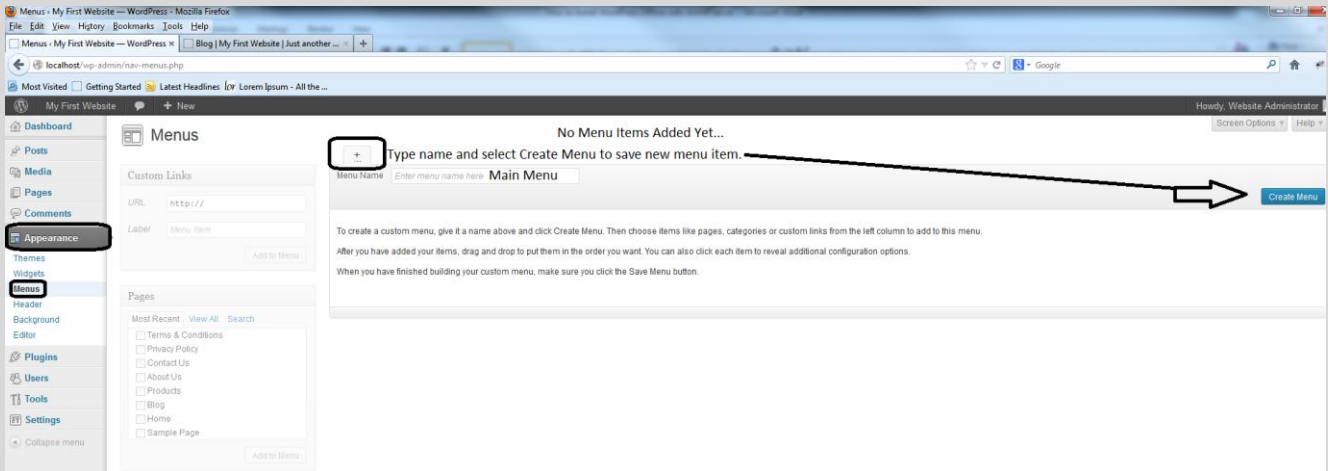 Menus ‹ My First Website — WordPress - Mozilla Firefox
File Edit View History Bookmarks Tools Help
Menus ‹ My First Website — WordPress × Blog | My First Website | Just another ... × +
localhost/wp-admin/nav-menus.php Google
Most Visited Getting Started Latest Headlines Lorem Ipsum - All the ...
My First Website + New Howdy, Website Administrator
Screen Options Help
Dashboard
Posts
Media
Pages
Comments
Appearance
Themes
Widgets
Menus
Header
Background
Editor
Plugins
Users
Tools
Settings
Collapse menu
Menus
Custom Links
URL http://
Label Menu Item
Add to Menu
Pages
Most Recent View All Search
Terms & Conditions
Privacy Policy
Contact Us
About Us
Products
Blog
Home
Sample Page
Add to Menu
No Menu Items Added Yet...
+ Type name and select Create Menu to save new menu item.
Menu Name Enter menu name here Main Menu
Create Menu
To create a custom menu, give it a name above and click Create Menu. Then choose items like pages, categories or custom links from the left column to add to this menu.
After you have added your items, drag and drop to put them in the order you want. You can also click each item to reveal additional configuration options.
When you have finished building your custom menu, make sure you click the Save Menu button.